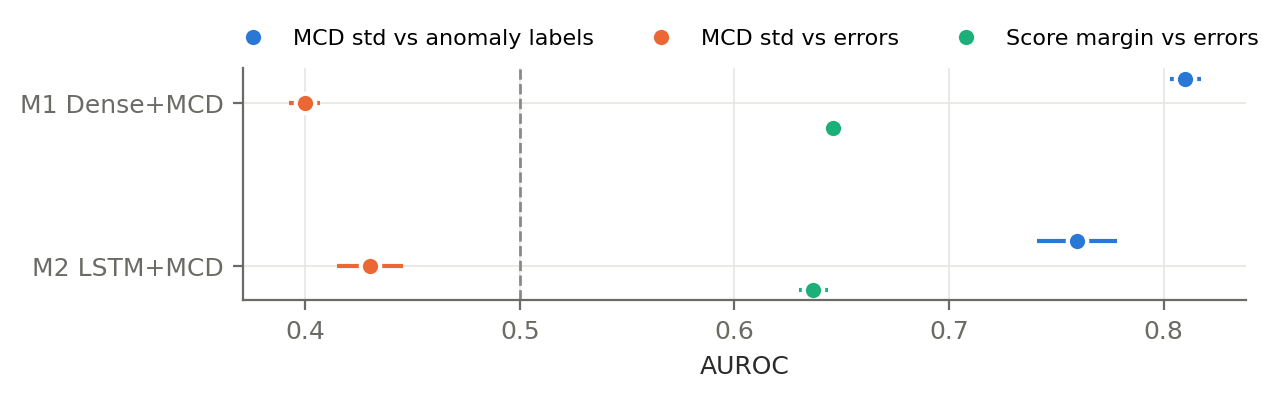 MCD std vs anomaly labels
MCD std vs errors
Score margin vs errors
M1 Dense+MCD
M2 LSTM+MCD
0.4
0.5
0.6
0.7
0.8
AUROC